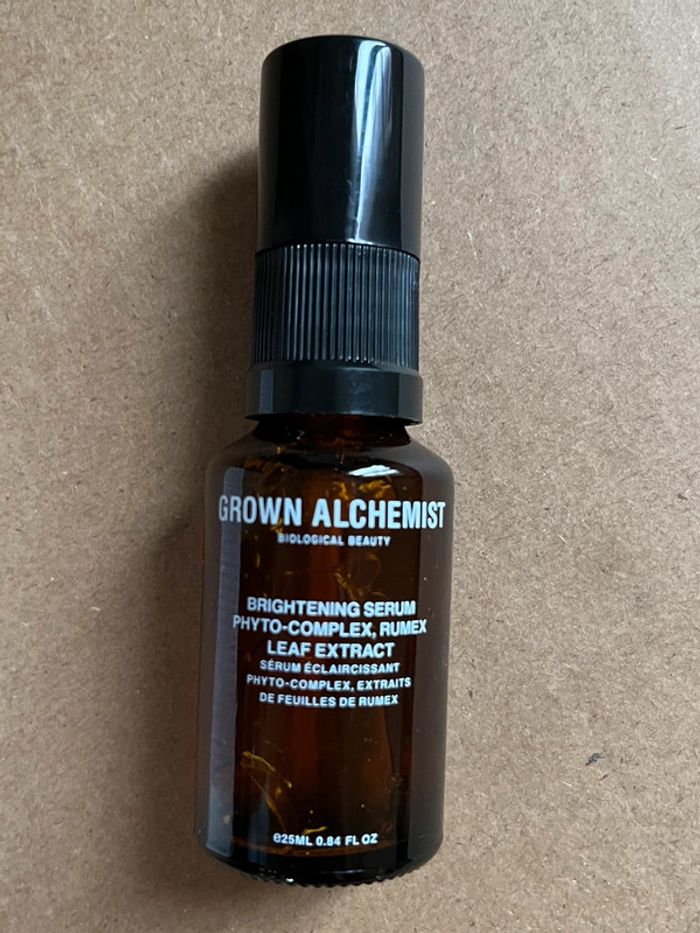 GROWN ALCHEMIST
BIOLOGICAL BEAUTY
BRIGHTENING SERUM
PHYTO-COMPLEX, RUMEX
LEAF EXTRACT
SÉRUM ÉCLAIRCISSANT
PHYTO-COMPLEX, EXTRAITS
DE FEUILLES DE RUMEX
℮25ML 0.84 FL OZ